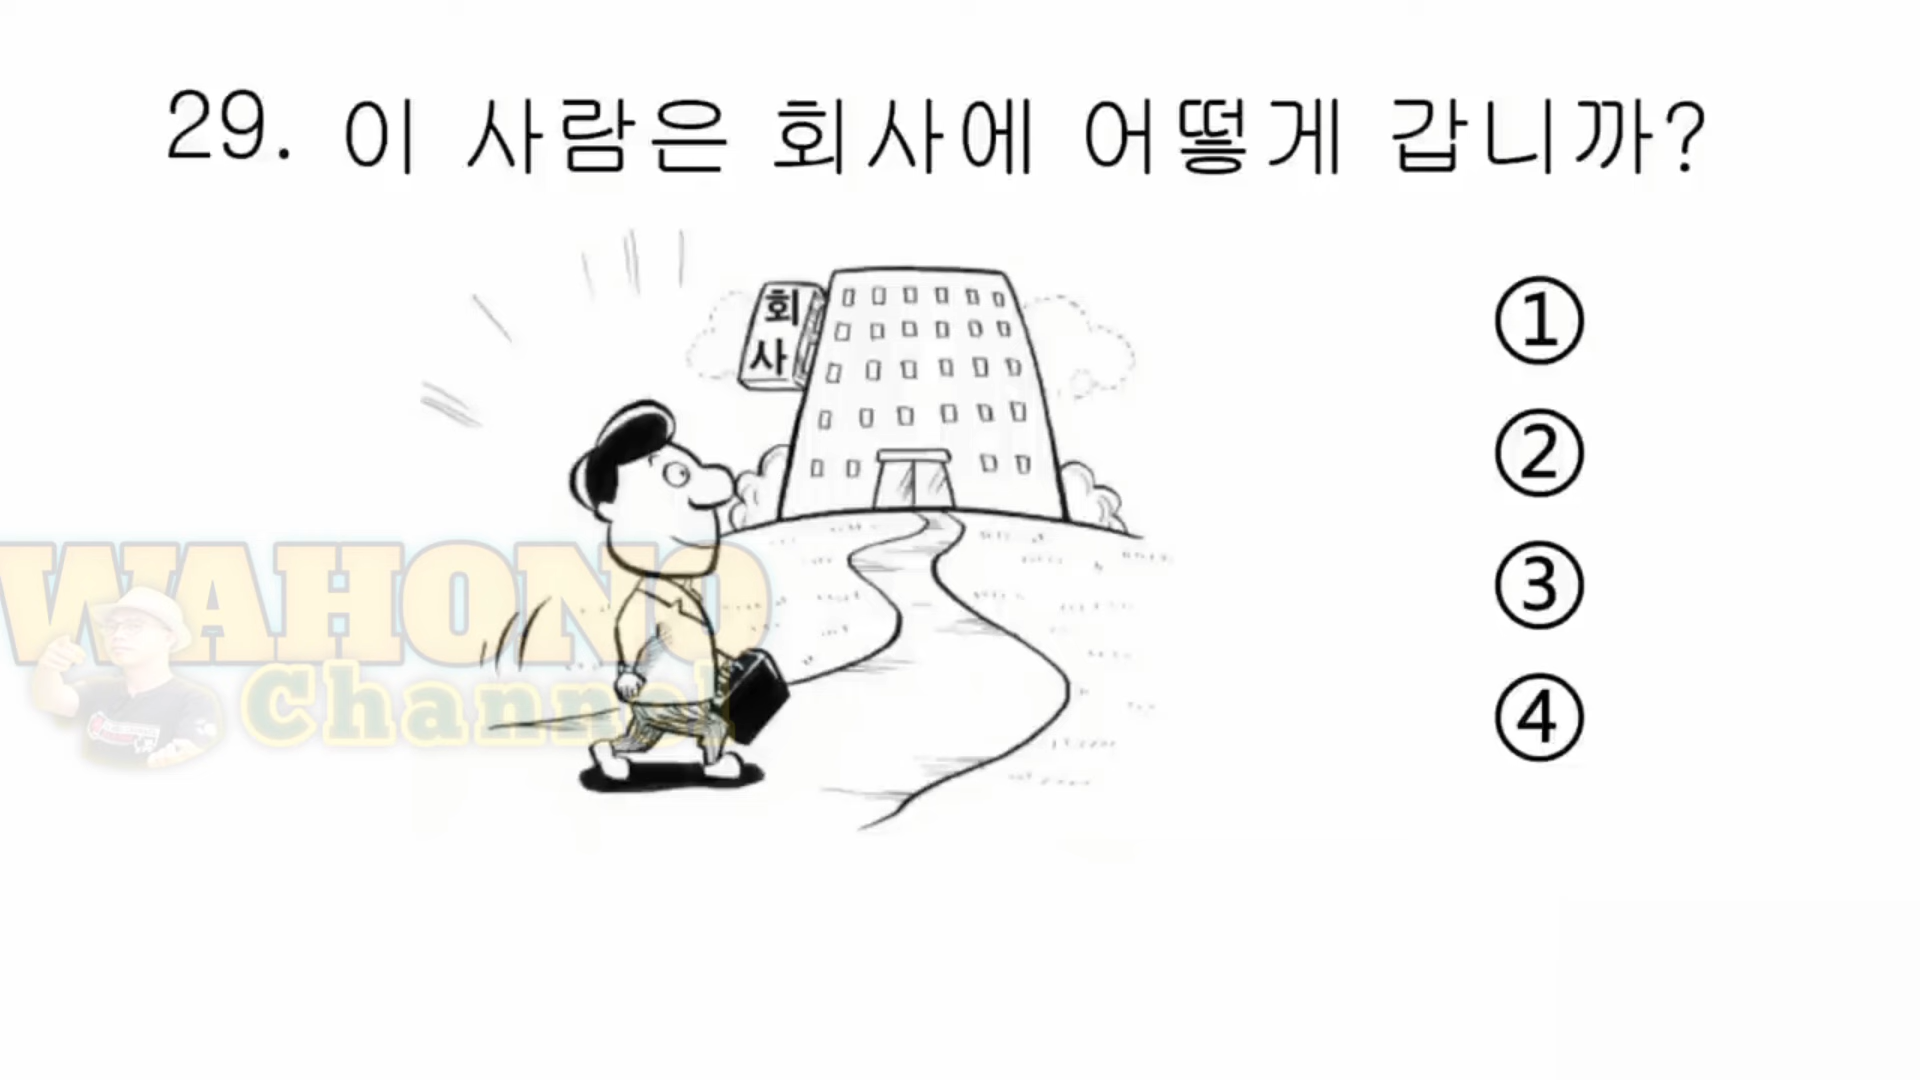 29. 이 사람은 회사에 어떻게 갑니까?
회
사
①
②
③
④
WAHONO
Channel